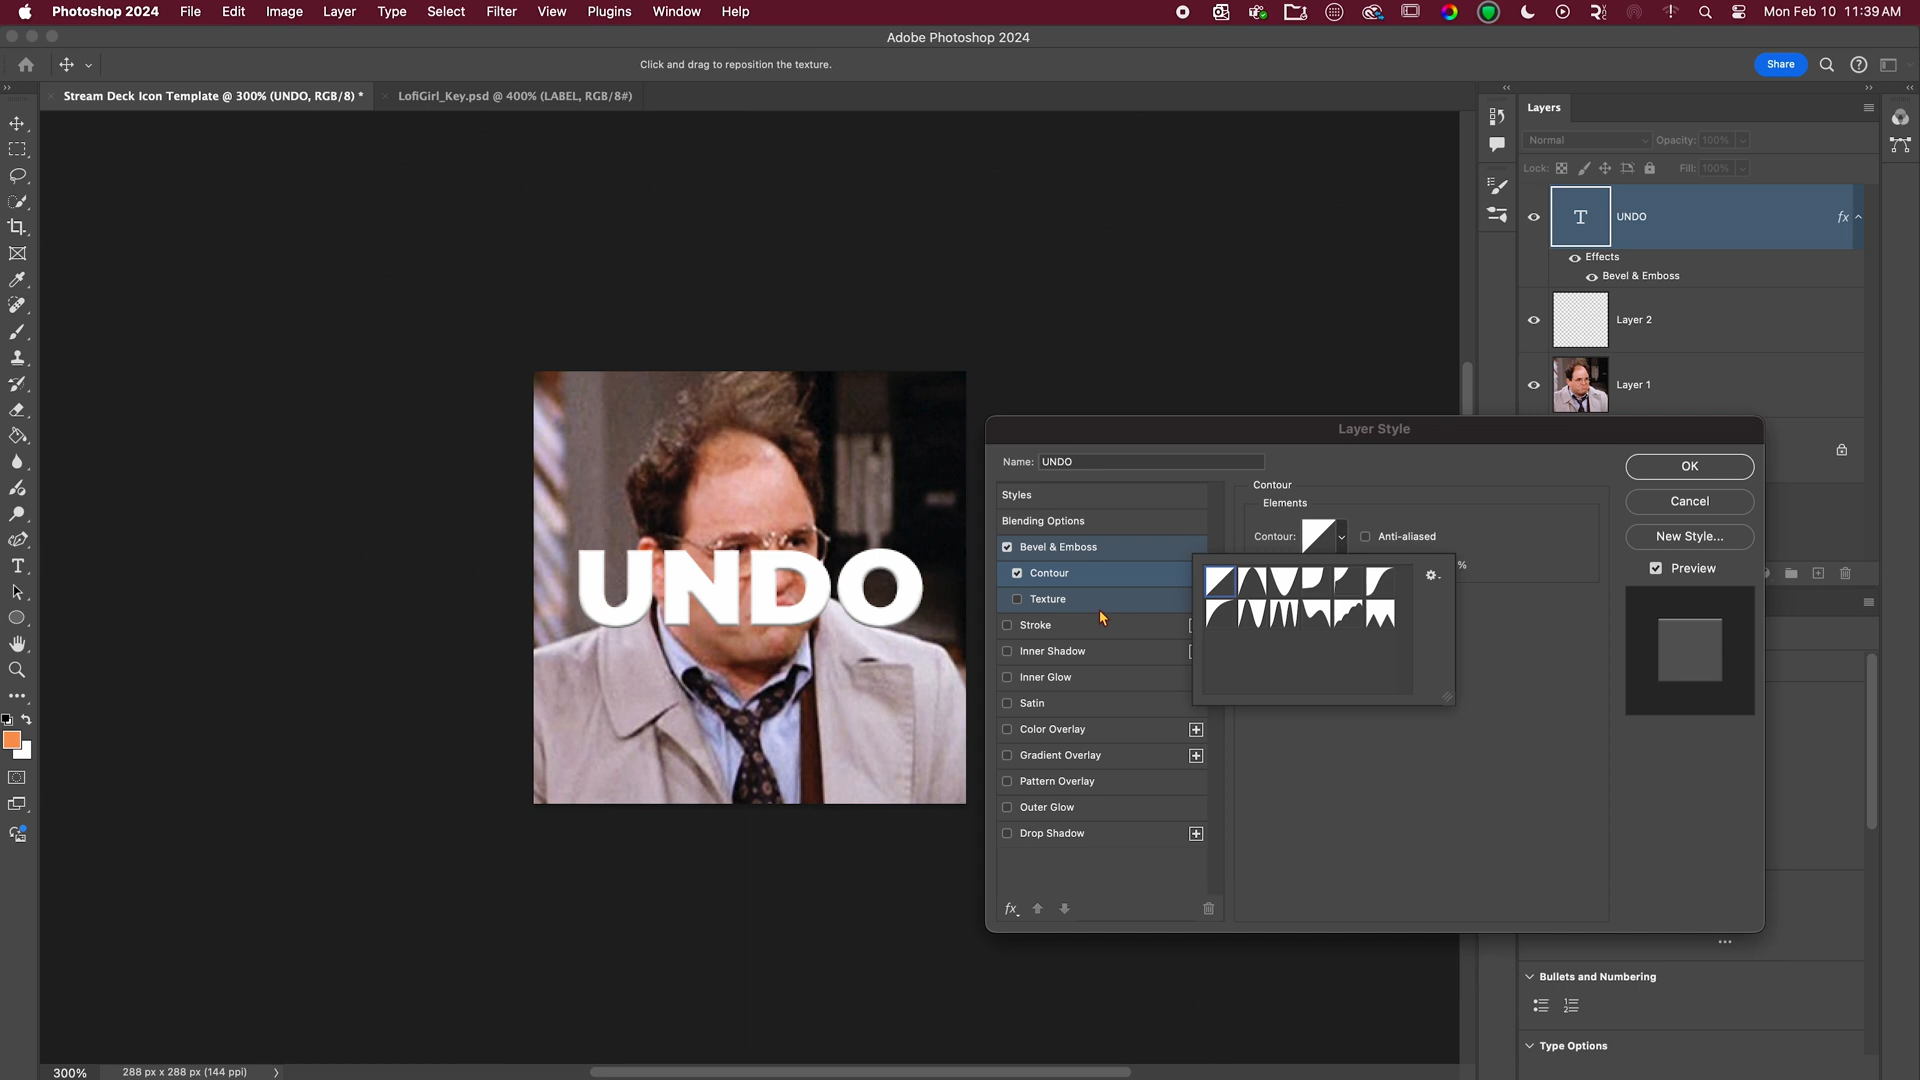 Photoshop 2024 File Edit Image Layer Type Select Filter View Plugins Window Help Mon Feb 10 11:39 AM
Adobe Photoshop 2024
Click and drag to reposition the texture.
Share
Stream Deck Icon Template @ 300% (UNDO, RGB/8) *
LofiGirl_Key.psd @ 400% (LABEL, RGB/8#)
Layers
Normal
Opacity: 100%
Lock:
Fill: 100%
T UNDO fx
Effects
Bevel & Emboss
Layer 2
Layer 1
UNDO
Layer Style
Name: UNDO
Styles
Blending Options
Bevel & Emboss
Contour
Texture
Stroke
Inner Shadow
Inner Glow
Satin
Color Overlay
Gradient Overlay
Pattern Overlay
Outer Glow
Drop Shadow
fx
Contour
Elements
Contour:
Anti-aliased
%
OK
Cancel
New Style...
Preview
Bullets and Numbering
Type Options
300%
288 px x 288 px (144 ppi)